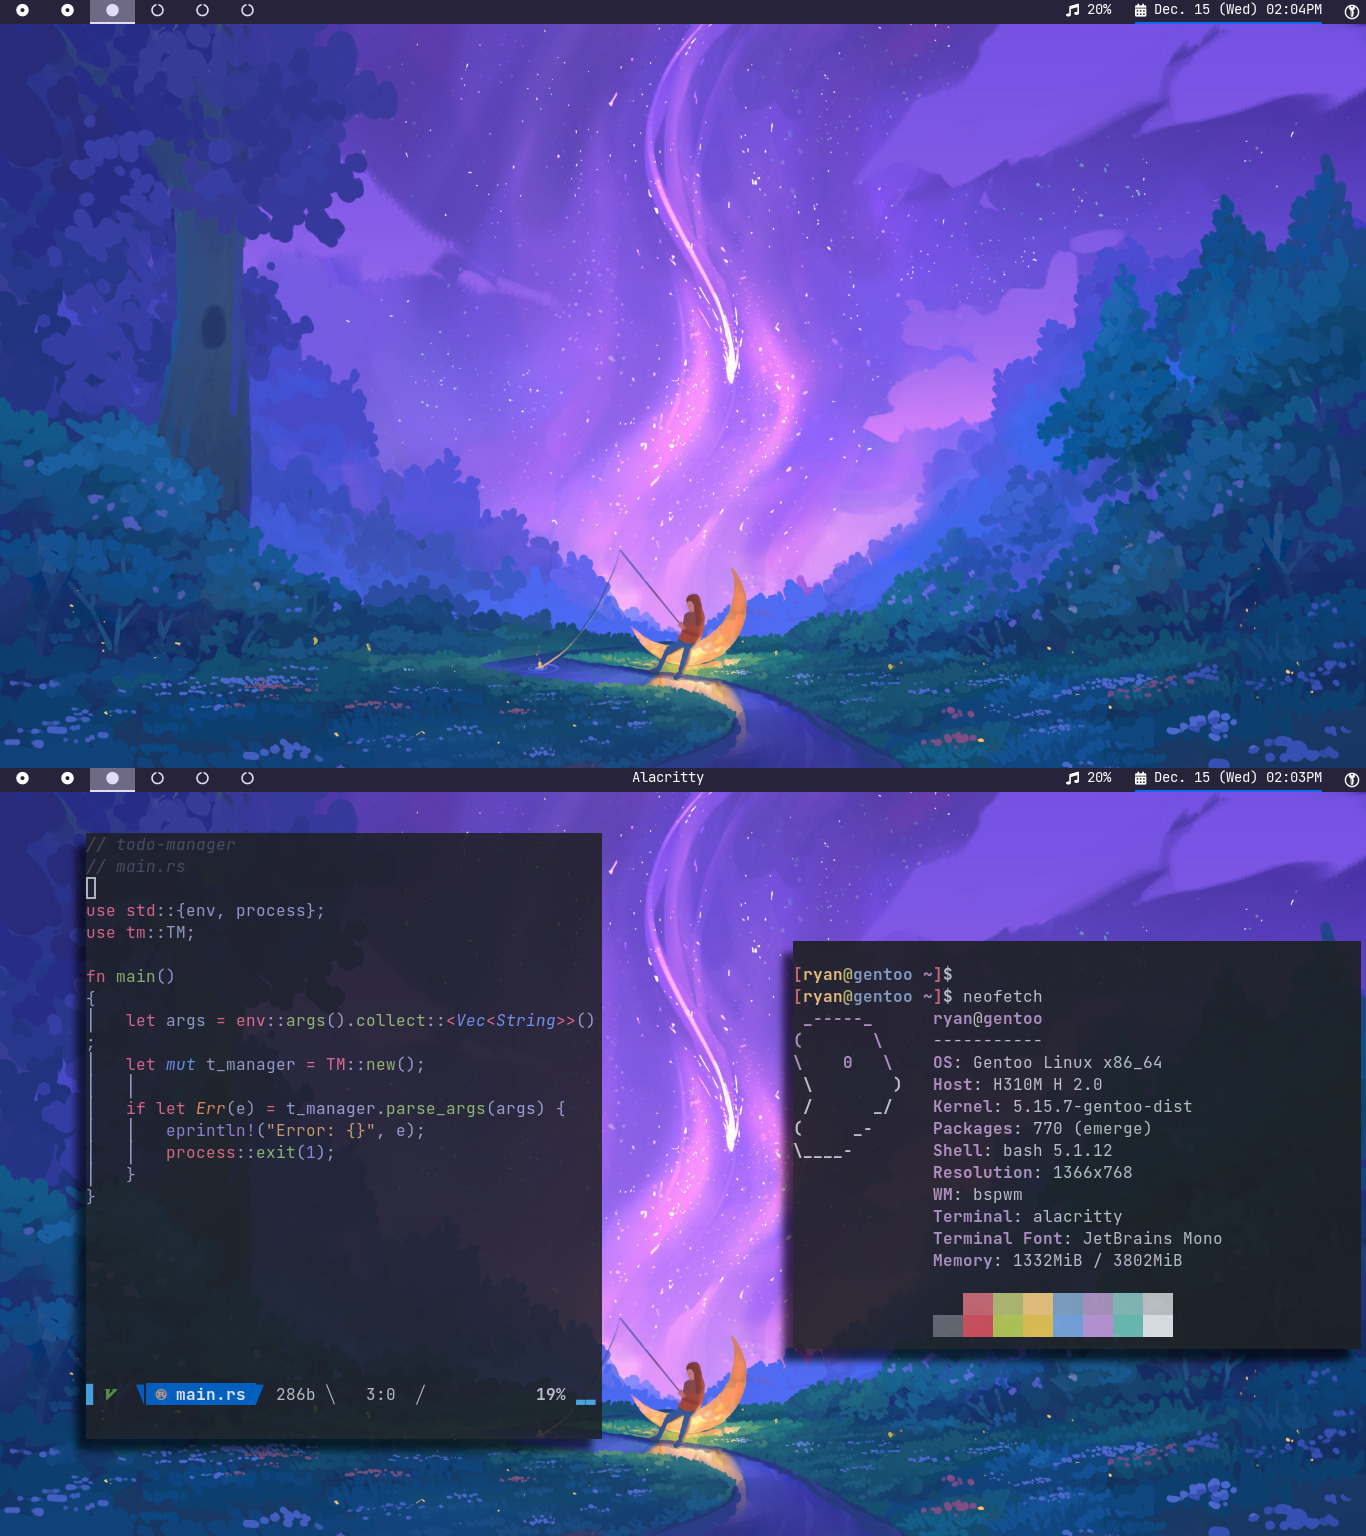 20% Dec. 15 (Wed) 02:04PM
Alacritty
20% Dec. 15 (Wed) 02:03PM
// todo-manager
// main.rs
use std::{env, process};
use tm::TM;
fn main()
{
let args = env::args().collect::<Vec<String>>()
;
let mut t_manager = TM::new();
if let Err(e) = t_manager.parse_args(args) {
eprintln!("Error: {}", e);
process::exit(1);
}
}
main.rs 286b \ 3:0 / 19% __
[ryan@gentoo ~]$
[ryan@gentoo ~]$ neofetch
_-----_
(       \
\    0   \
\        )
/      _/
(     _-
\____-
ryan@gentoo
-----------
OS: Gentoo Linux x86_64
Host: H310M H 2.0
Kernel: 5.15.7-gentoo-dist
Packages: 770 (emerge)
Shell: bash 5.1.12
Resolution: 1366x768
WM: bspwm
Terminal: alacritty
Terminal Font: JetBrains Mono
Memory: 1332MiB / 3802MiB